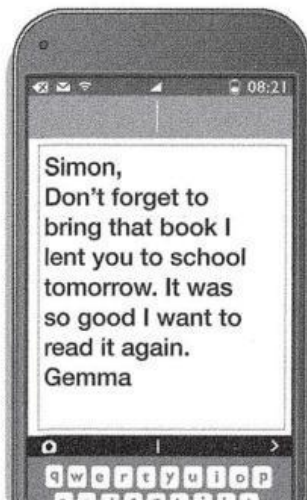 08:21
Simon,
Don't forget to
bring that book I
lent you to school
tomorrow. It was
so good I want to
read it again.
Gemma
q w e r t y u i o p